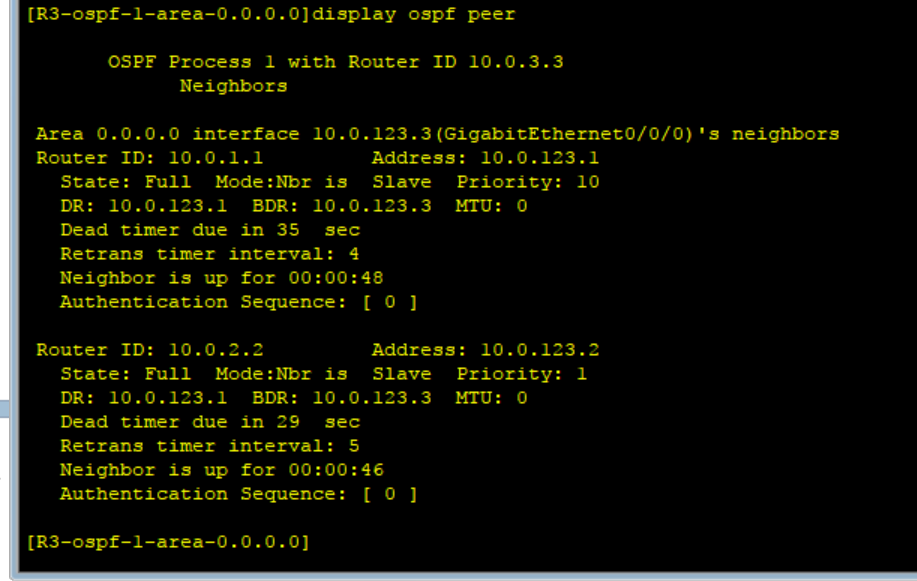 [R3-ospf-1-area-0.0.0.0]display ospf peer
OSPF Process 1 with Router ID 10.0.3.3
Neighbors
Area 0.0.0.0 interface 10.0.123.3(GigabitEthernet0/0/0)'s neighbors
Router ID: 10.0.1.1 Address: 10.0.123.1
State: Full Mode:Nbr is Slave Priority: 10
DR: 10.0.123.1 BDR: 10.0.123.3 MTU: 0
Dead timer due in 35 sec
Retrans timer interval: 4
Neighbor is up for 00:00:48
Authentication Sequence: [ 0 ]
Router ID: 10.0.2.2 Address: 10.0.123.2
State: Full Mode:Nbr is Slave Priority: 1
DR: 10.0.123.1 BDR: 10.0.123.3 MTU: 0
Dead timer due in 29 sec
Retrans timer interval: 5
Neighbor is up for 00:00:46
Authentication Sequence: [ 0 ]
[R3-ospf-1-area-0.0.0.0]